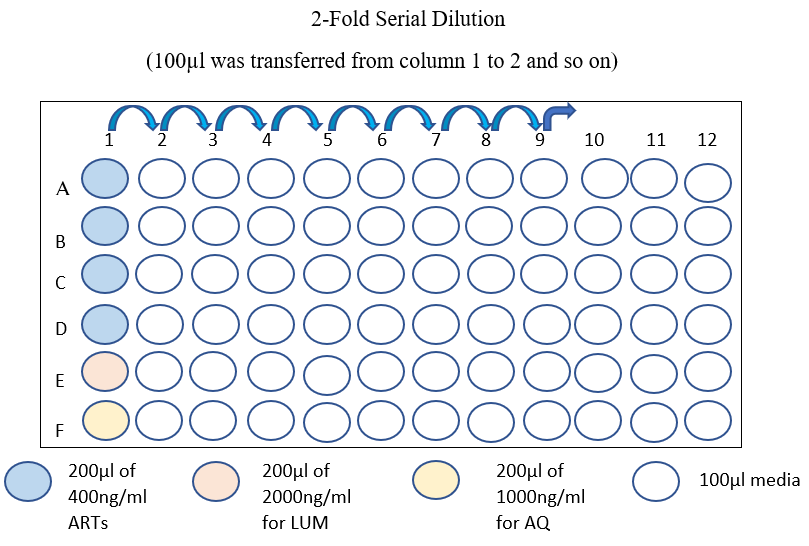 2-Fold Serial Dilution
(100µl was transferred from column 1 to 2 and so on)
1 2 3 4 5 6 7 8 9 10 11 12
A
B
C
D
E
F
200µl of
400ng/ml
ARTs
200µl of
2000ng/ml
for LUM
200µl of
1000ng/ml
for AQ
100µl media